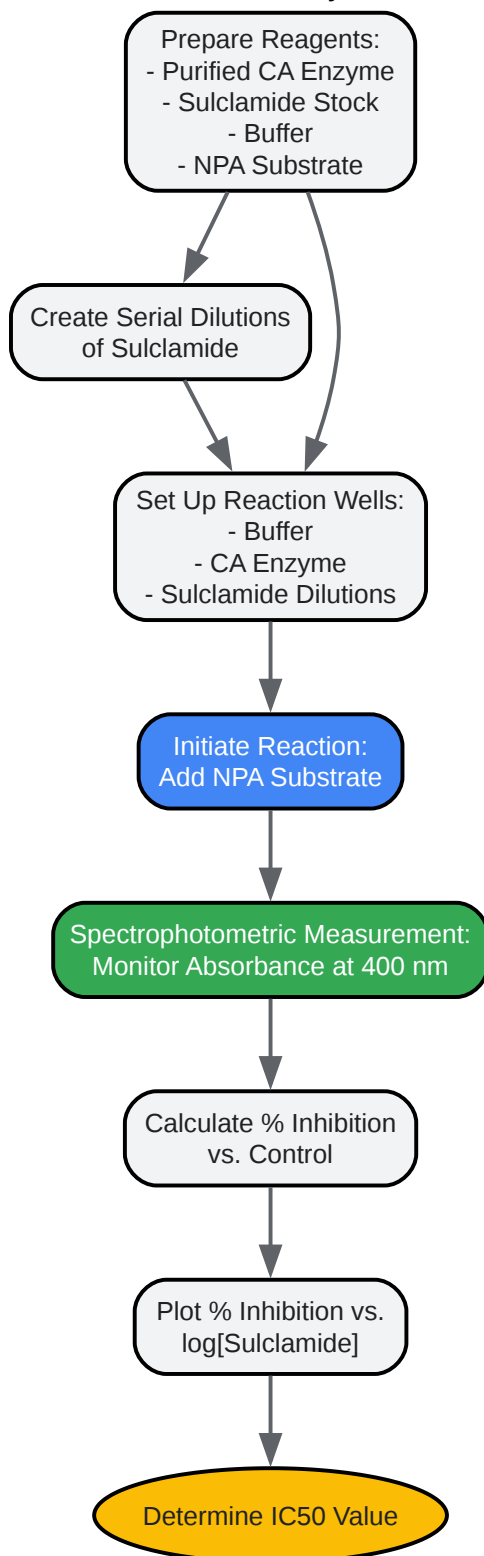 Prepare Reagents:
- Purified CA Enzyme
- Sulclamide Stock
- Buffer
- NPA Substrate
Create Serial Dilutions
of Sulclamide
Set Up Reaction Wells:
- Buffer
- CA Enzyme
- Sulclamide Dilutions
Initiate Reaction:
Add NPA Substrate
Spectrophotometric Measurement:
Monitor Absorbance at 400 nm
Calculate % Inhibition
vs. Control
Plot % Inhibition vs.
log[Sulclamide]
Determine IC50 Value